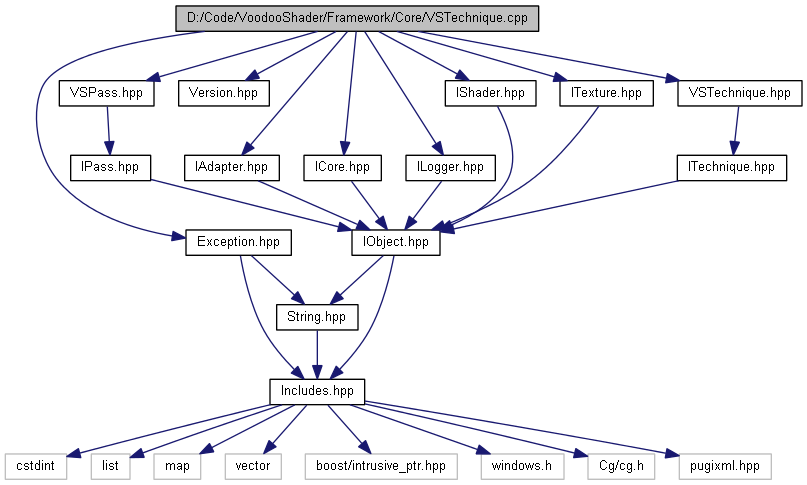 D:/Code/VoodooShader/Framework/Core/VSTechnique.cpp
VSPass.hpp
Version.hpp
IShader.hpp
ITexture.hpp
VSTechnique.hpp
IPass.hpp
IAdapter.hpp
ICore.hpp
ILogger.hpp
ITechnique.hpp
Exception.hpp
IObject.hpp
String.hpp
Includes.hpp
cstdint
list
map
vector
boost/intrusive_ptr.hpp
windows.h
Cg/cg.h
pugixml.hpp